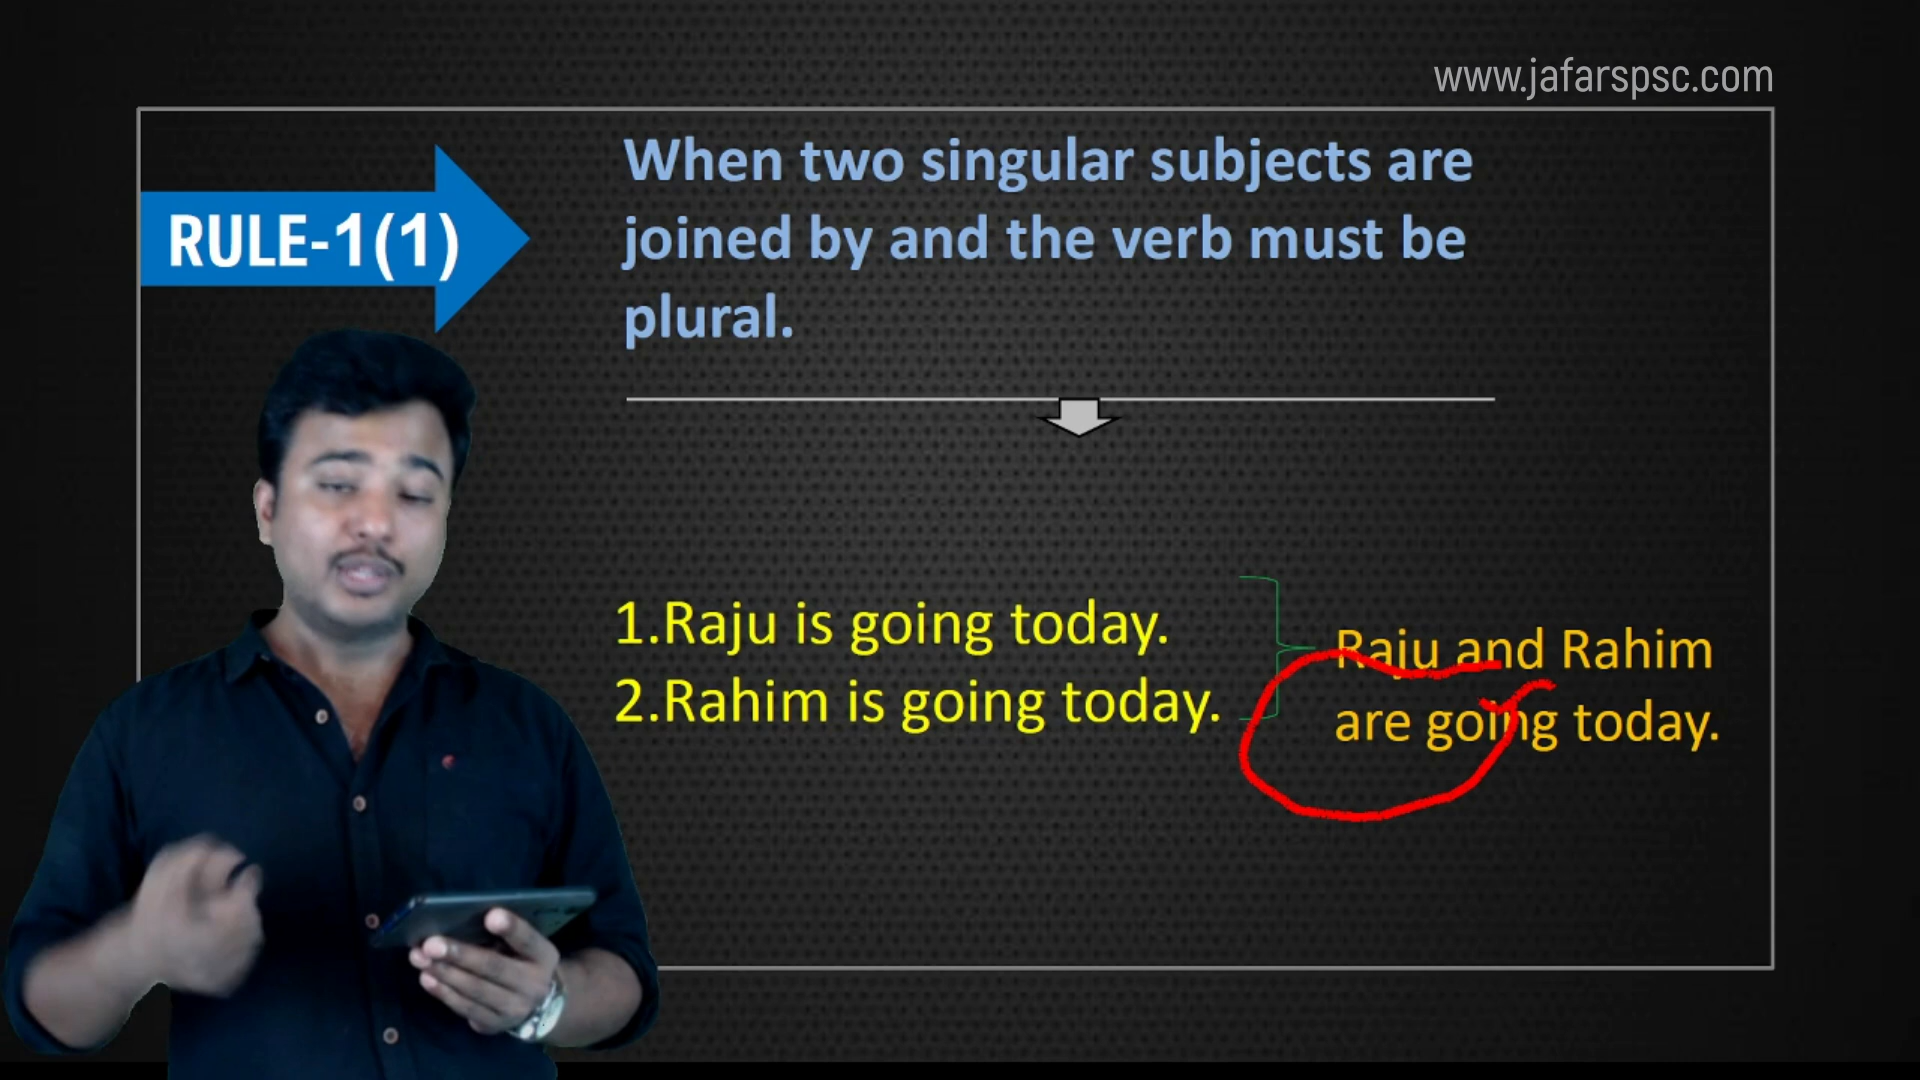 www.jafarspsc.com
RULE-1(1)
When two singular subjects are
joined by and the verb must be
plural.
1.Raju is going today.
2.Rahim is going today.
Raju and Rahim
are going today.